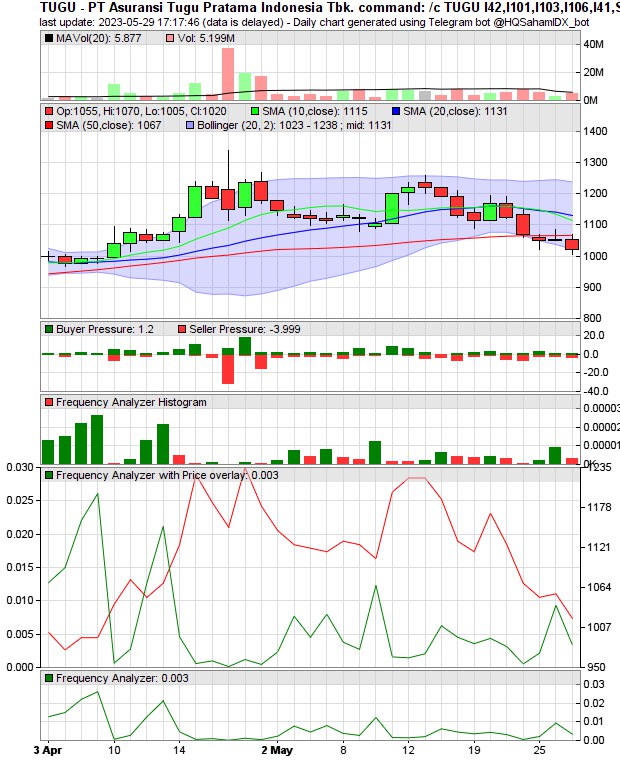 TUGU - PT Asuransi Tugu Pratama Indonesia Tbk. command: /c TUGU I42,I101,I103,I106,I41,S
last update: 2023-05-29 17:17:46 (data is delayed) - Daily chart generated using Telegram bot @HQSahamIDX_bot
MAVol(20): 5.877 Vol: 5.199M
40M
20M
0M
Op:1055, Hi:1070, Lo:1005, Cl:1020 SMA (10,close): 1115 SMA (20,close): 1131
SMA (50,close): 1067 Bollinger (20, 2): 1023 - 1238 ; mid: 1131
1400
1300
1200
1100
1000
900
800
Buyer Pressure: 1.2 Seller Pressure: -3.999
20.0
0.0
-20.0
-40.0
Frequency Analyzer Histogram
0.00003
0.00002
0.00001
0K
Frequency Analyzer with Price overlay: 0.003
0.030 1235
0.025 1178
0.020 1121
0.015
0.010 1064
0.005 1007
0.000 950
Frequency Analyzer: 0.003
0.03
0.02
0.01
0.00
3 Apr 10 14 2 May 8 12 19 25